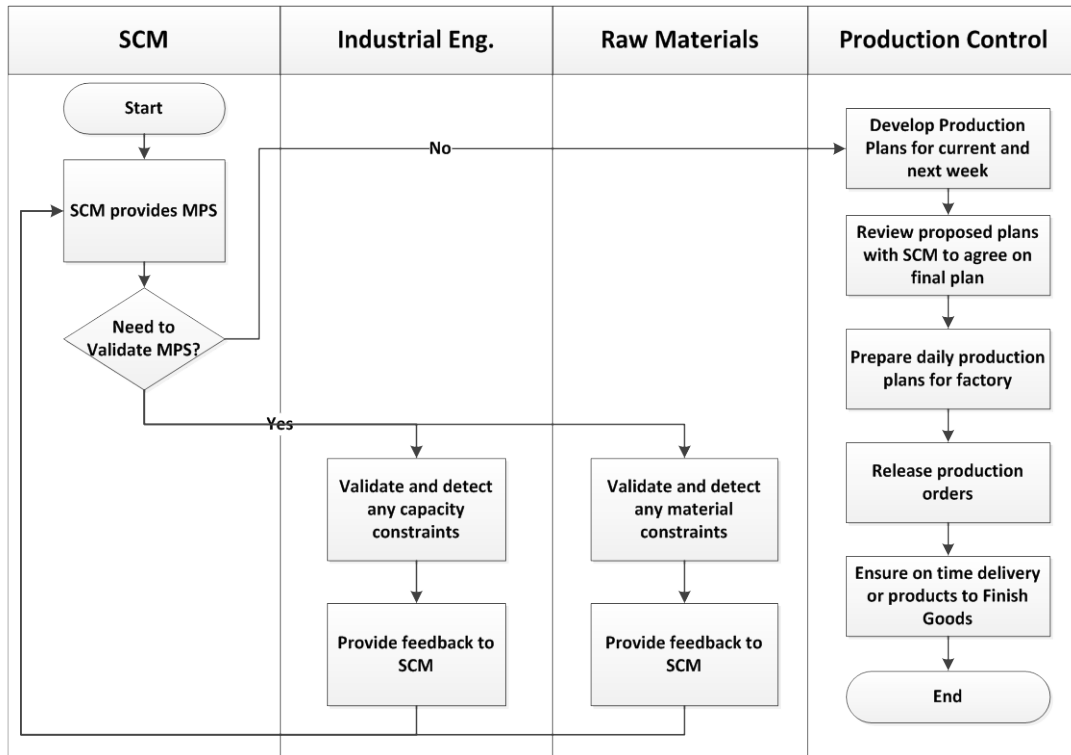 SCM
Industrial Eng.
Raw Materials
Production Control
Start
SCM provides MPS
Need to
Validate MPS?
No
Yes
Validate and detect
any capacity
constraints
Provide feedback to
SCM
Validate and detect
any material
constraints
Provide feedback to
SCM
Develop Production
Plans for current and
next week
Review proposed plans
with SCM to agree on
final plan
Prepare daily production
plans for factory
Release production
orders
Ensure on time delivery
or products to Finish
Goods
End